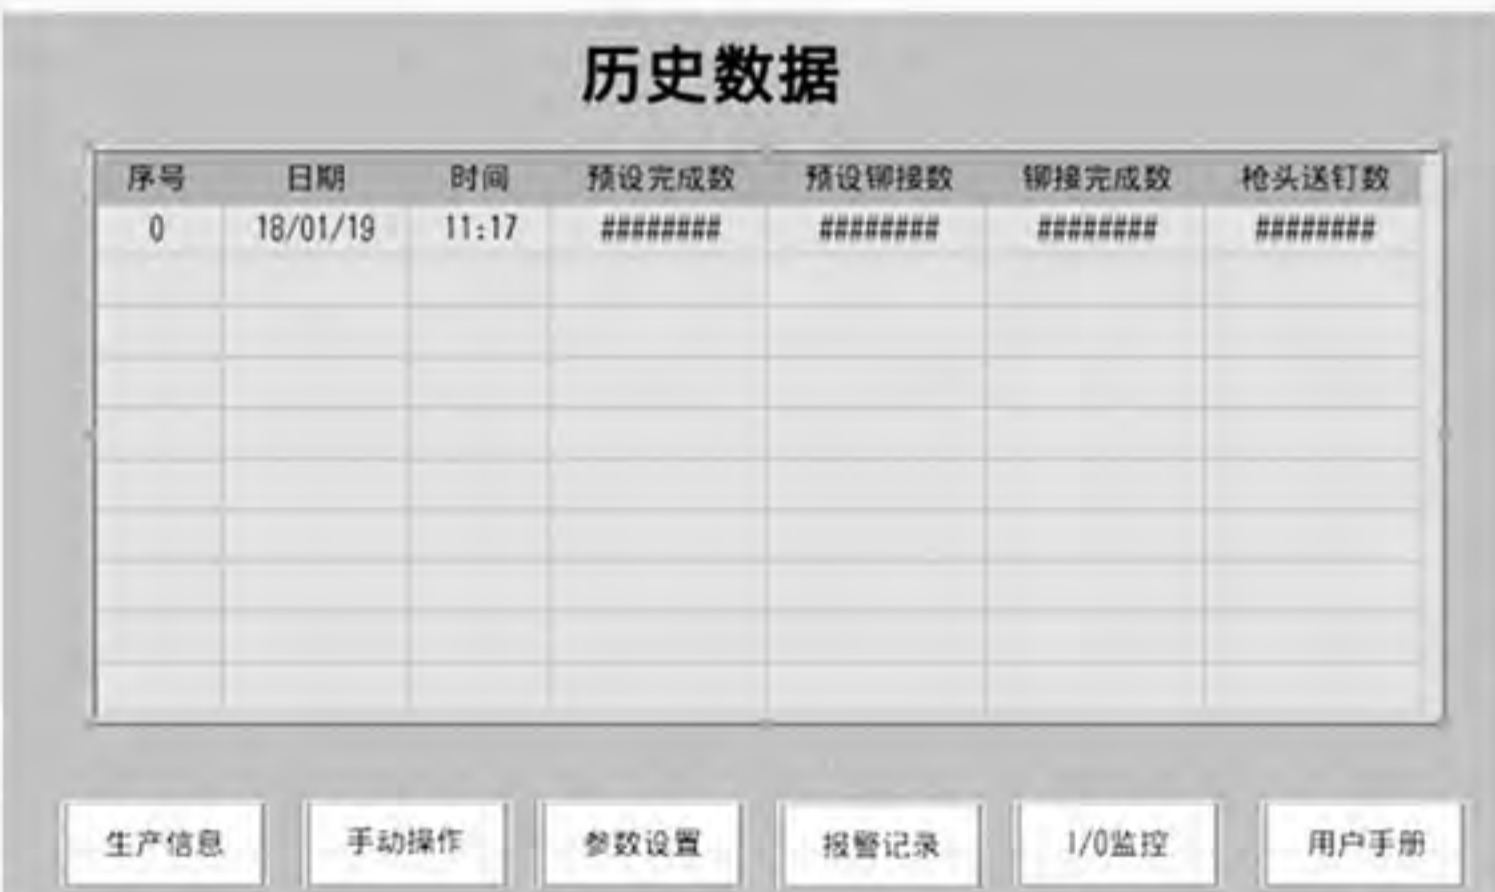 历史数据
序号 日期 时间 预设完成数 预设铆接数 铆接完成数 枪头送钉数
0 18/01/19 11:17 ######## ######## ######## ########
生产信息 手动操作 参数设置 报警记录 I/O监控 用户手册